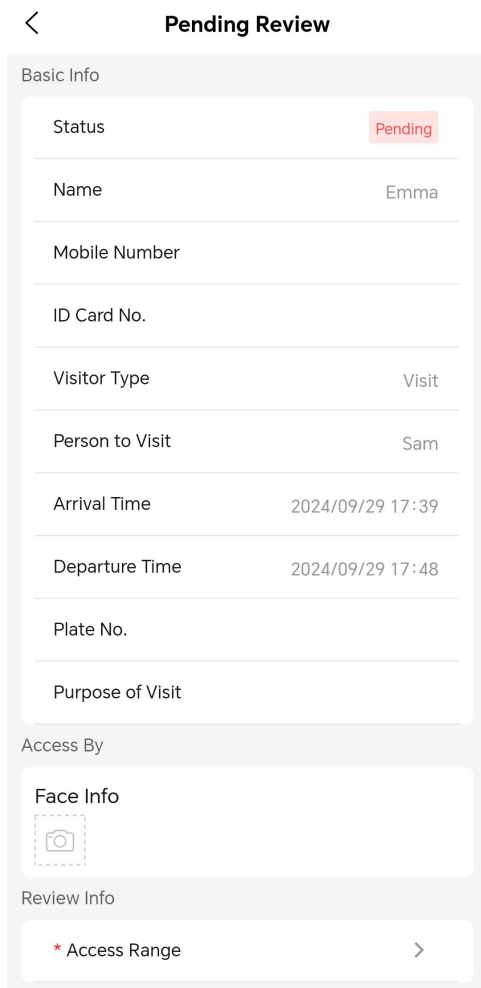 Pending Review
Basic Info
Status Pending
Name Emma
Mobile Number
ID Card No.
Visitor Type Visit
Person to Visit Sam
Arrival Time 2024/09/29 17:39
Departure Time 2024/09/29 17:48
Plate No.
Purpose of Visit
Access By
Face Info
Review Info
* Access Range